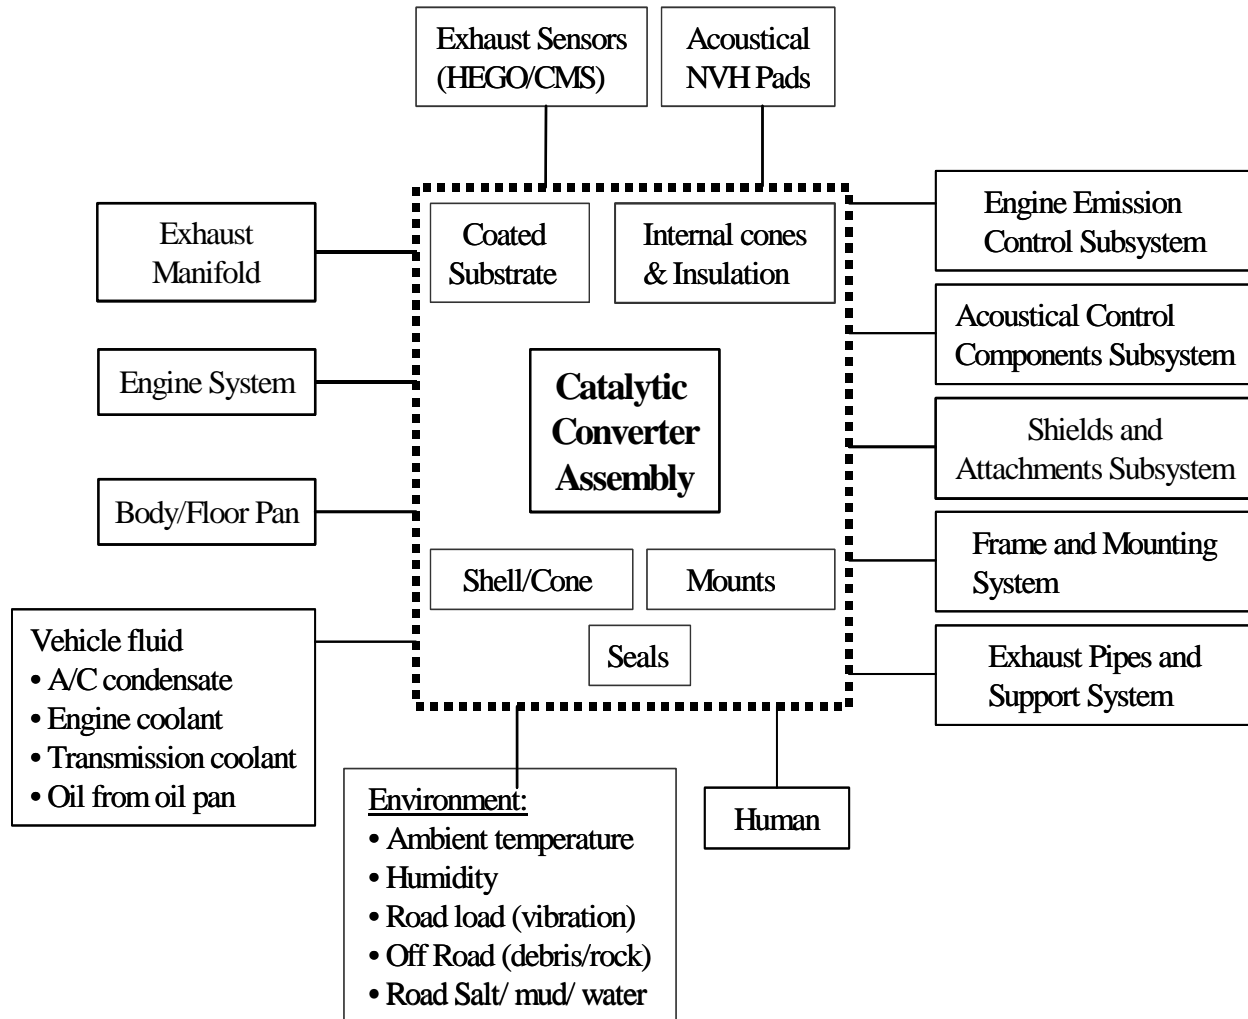 Exhaust Sensors
(HEGO/CMS)
Acoustical
NVH Pads
Exhaust
Manifold
Engine System
Body/Floor Pan
Vehicle fluid
• A/C condensate
• Engine coolant
• Transmission coolant
• Oil from oil pan
Coated
Substrate
Internal cones
& Insulation
Catalytic
Converter
Assembly
Shell/Cone
Mounts
Seals
Engine Emission
Control Subsystem
Acoustical Control
Components Subsystem
Shields and
Attachments Subsystem
Frame and Mounting
System
Exhaust Pipes and
Support System
Environment:
• Ambient temperature
• Humidity
• Road load (vibration)
• Off Road (debris/rock)
• Road Salt/ mud/ water
Human